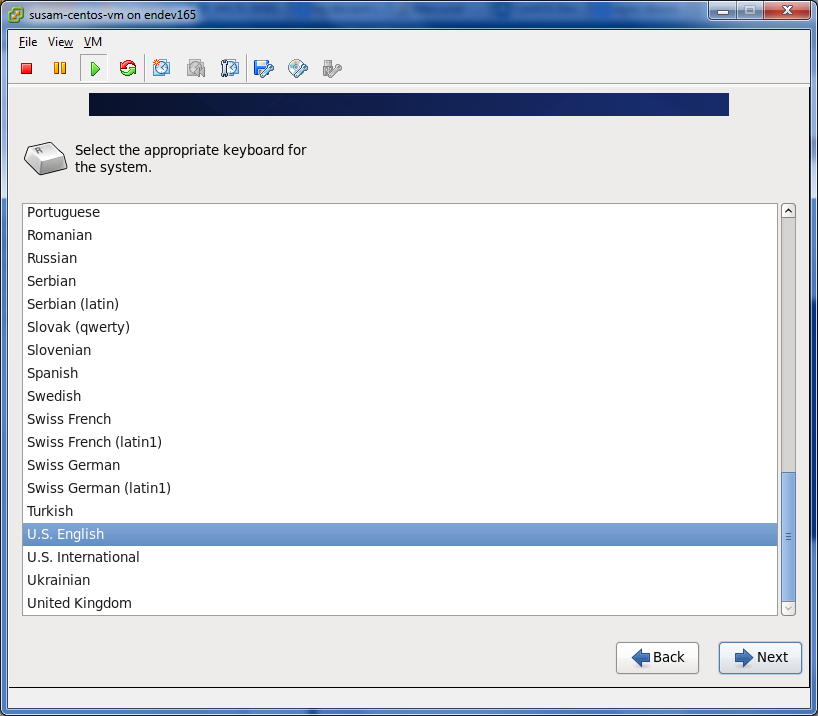 susam-centos-vm on endev165
File View VM
Select the appropriate keyboard for
the system.
Portuguese
Romanian
Russian
Serbian
Serbian (latin)
Slovak (qwerty)
Slovenian
Spanish
Swedish
Swiss French
Swiss French (latin1)
Swiss German
Swiss German (latin1)
Turkish
U.S. English
U.S. International
Ukrainian
United Kingdom
Back Next